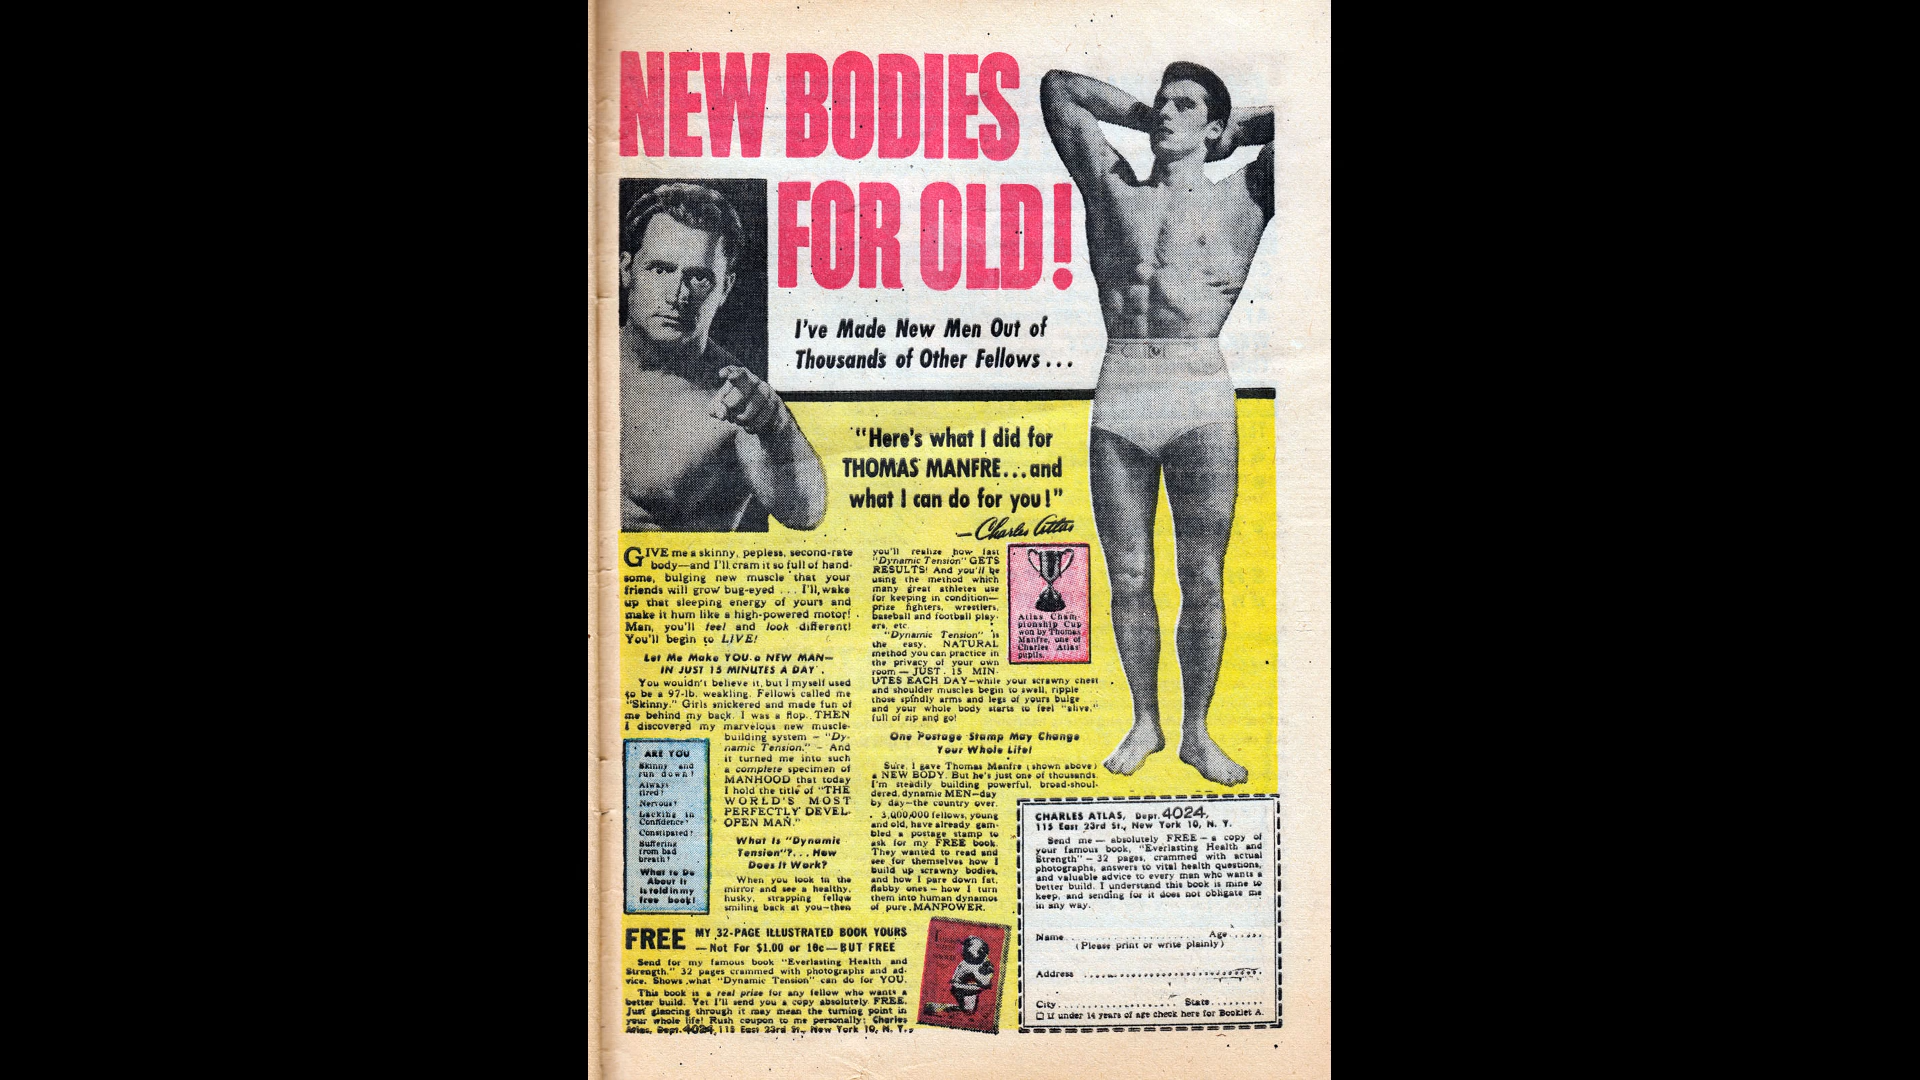 NEW BODIES
FOR OLD!
I've Made New Men Out of
Thousands of Other Fellows...
"Here's what I did for
THOMAS MANFRE...and
what I can do for you!"
—Charles Atlas
GIVE me a skinny, pepless, second-rate
body—and I'll cram it so full of hand-
some, bulging new muscle that your
friends will grow bug-eyed ... I'll wake
up that sleeping energy of yours and
make it hum like a high-powered motor!
Man, you'll feel and look different!
You'll begin to LIVE!
Let Me Make YOU a NEW MAN—
IN JUST 15 MINUTES A DAY
You wouldn't believe it, but I myself used
to be a 97-lb. weakling. Fellows called me
"Skinny." Girls snickered and made fun of
me behind my back. I was a flop. THEN
I discovered my marvelous new muscle-
building system – "Dy-
namic Tension." – And
it turned me into such
a complete specimen of
MANHOOD that today
I hold the title of "THE
WORLD'S MOST
PERFECTLY DEVEL-
OPED MAN."
ARE YOU
Skinny and
run down?
Always
tired?
Nervous?
Lacking in
Confidence?
Constipated?
Suffering
from bad
breath?
What to Do
About It
is told in my
free book!
What Is "Dynamic
Tension"?... How
Does It Work?
When you look in the
mirror and see a healthy,
husky, strapping fellow
smiling back at you—then
you'll realize how fast
"Dynamic Tension" GETS
RESULTS! And you'll be
using the method which
many great athletes use
for keeping in condition—
prize fighters, wrestlers,
baseball and football play-
ers, etc.
"Dynamic Tension" is
the easy, NATURAL
method you can practice in
the privacy of your own
room — JUST 15 MIN-
UTES EACH DAY—while your scrawny chest
and shoulder muscles begin to swell, ripple
those spindly arms and legs of yours bulge
and your whole body starts to feel "alive,"
full of zip and go!
Atlas Cham-
pionship Cup
won by Thomas
Manfre, one of
Charles Atlas'
pupils.
One Postage Stamp May Change
Your Whole Life!
Sure, I gave Thomas Manfre (shown above)
a NEW BODY. But he's just one of thousands.
I'm steadily building powerful, broad-shoul-
dered, dynamic MEN—day
by day—the country over.
3,000,000 fellows, young
and old, have already gam-
bled a postage stamp to
ask for my FREE book.
They wanted to read and
see for themselves how I
build up scrawny bodies,
and how I pare down fat,
flabby ones – how I turn
them into human dynamos
of pure MANPOWER.
FREE MY 32-PAGE ILLUSTRATED BOOK YOURS
—Not For $1.00 or 10c—BUT FREE
Send for my famous book "Everlasting Health and
Strength." 32 pages crammed with photographs and ad-
vice. Shows what "Dynamic Tension" can do for YOU.
This book is a real prize for any fellow who wants a
better build. Yet I'll send you a copy absolutely FREE.
Just glancing through it may mean the turning point in
your whole life! Rush coupon to me personally: Charles
Atlas, Dept. 4024, 115 East 23rd St., New York 10, N. Y.
CHARLES ATLAS, Dept. 4024,
115 East 23rd St., New York 10, N. Y.
Send me — absolutely FREE — a copy of
your famous book, "Everlasting Health and
Strength" – 32 pages, crammed with actual
photographs, answers to vital health questions,
and valuable advice to every man who wants a
better build. I understand this book is mine to
keep, and sending for it does not obligate me
in any way.
Name.................... Age......
(Please print or write plainly)
Address ..............................
City.................... State..........
☐ If under 14 years of age check here for Booklet A.